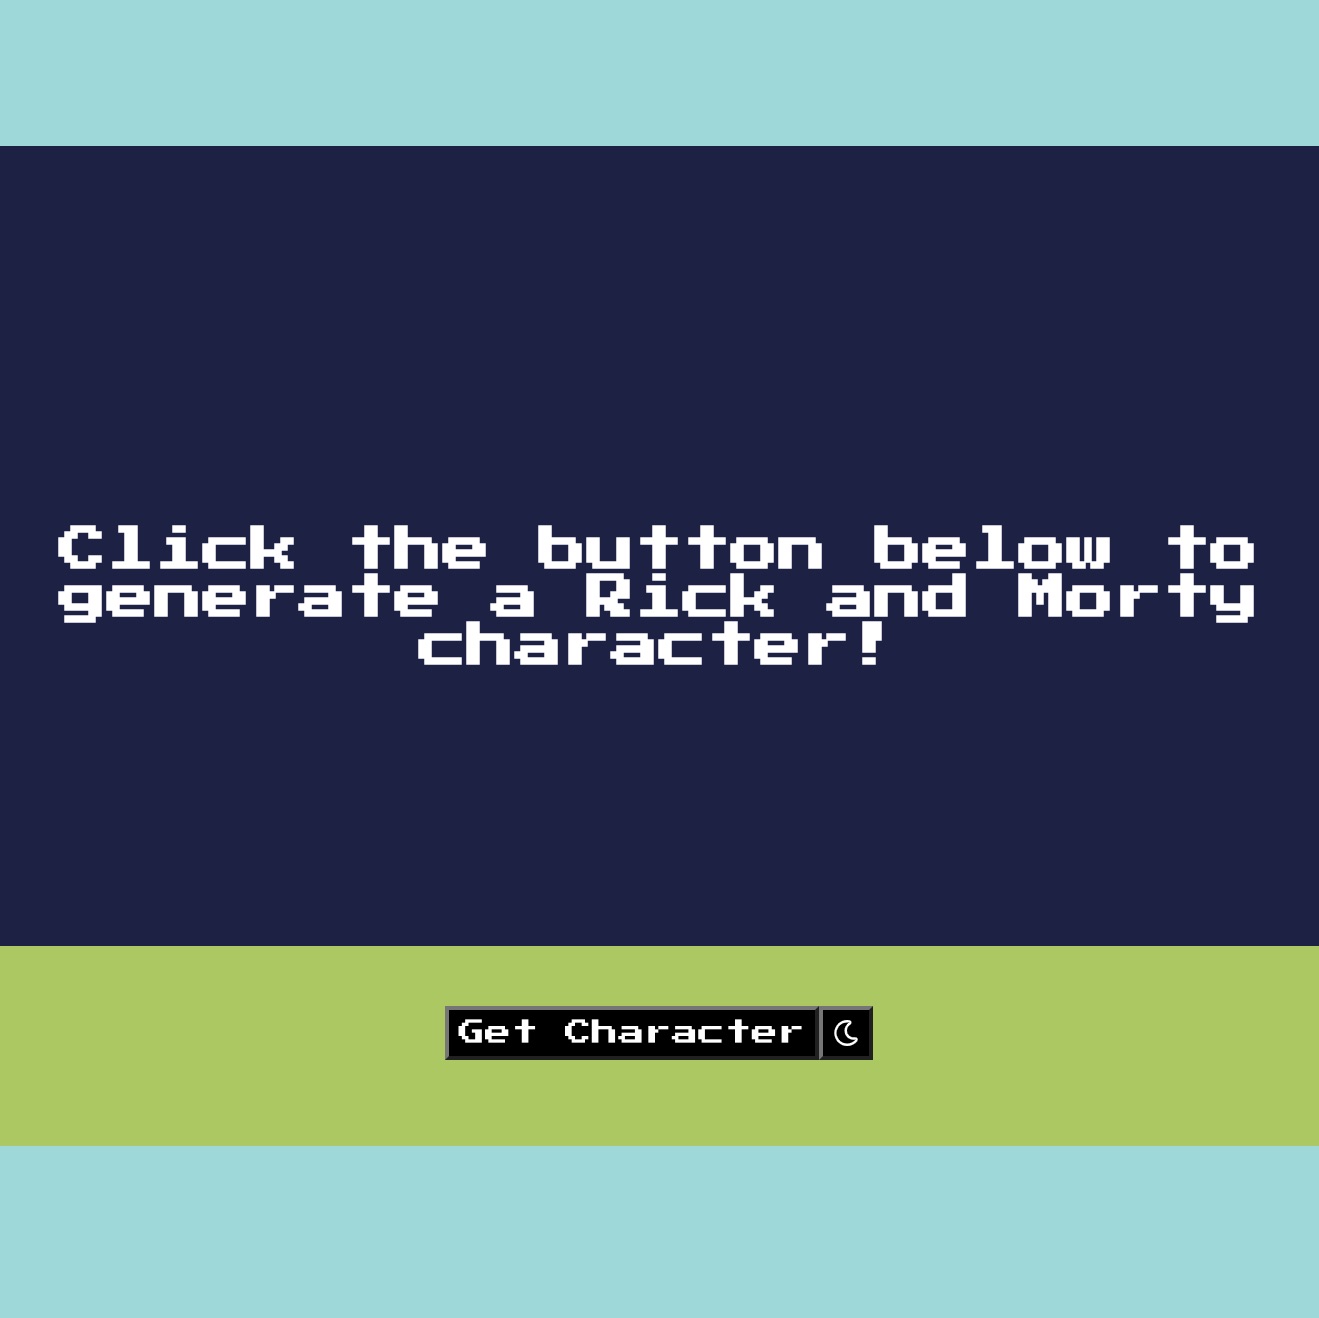 Click the button below to
generate a Rick and Morty
character!
Get Character